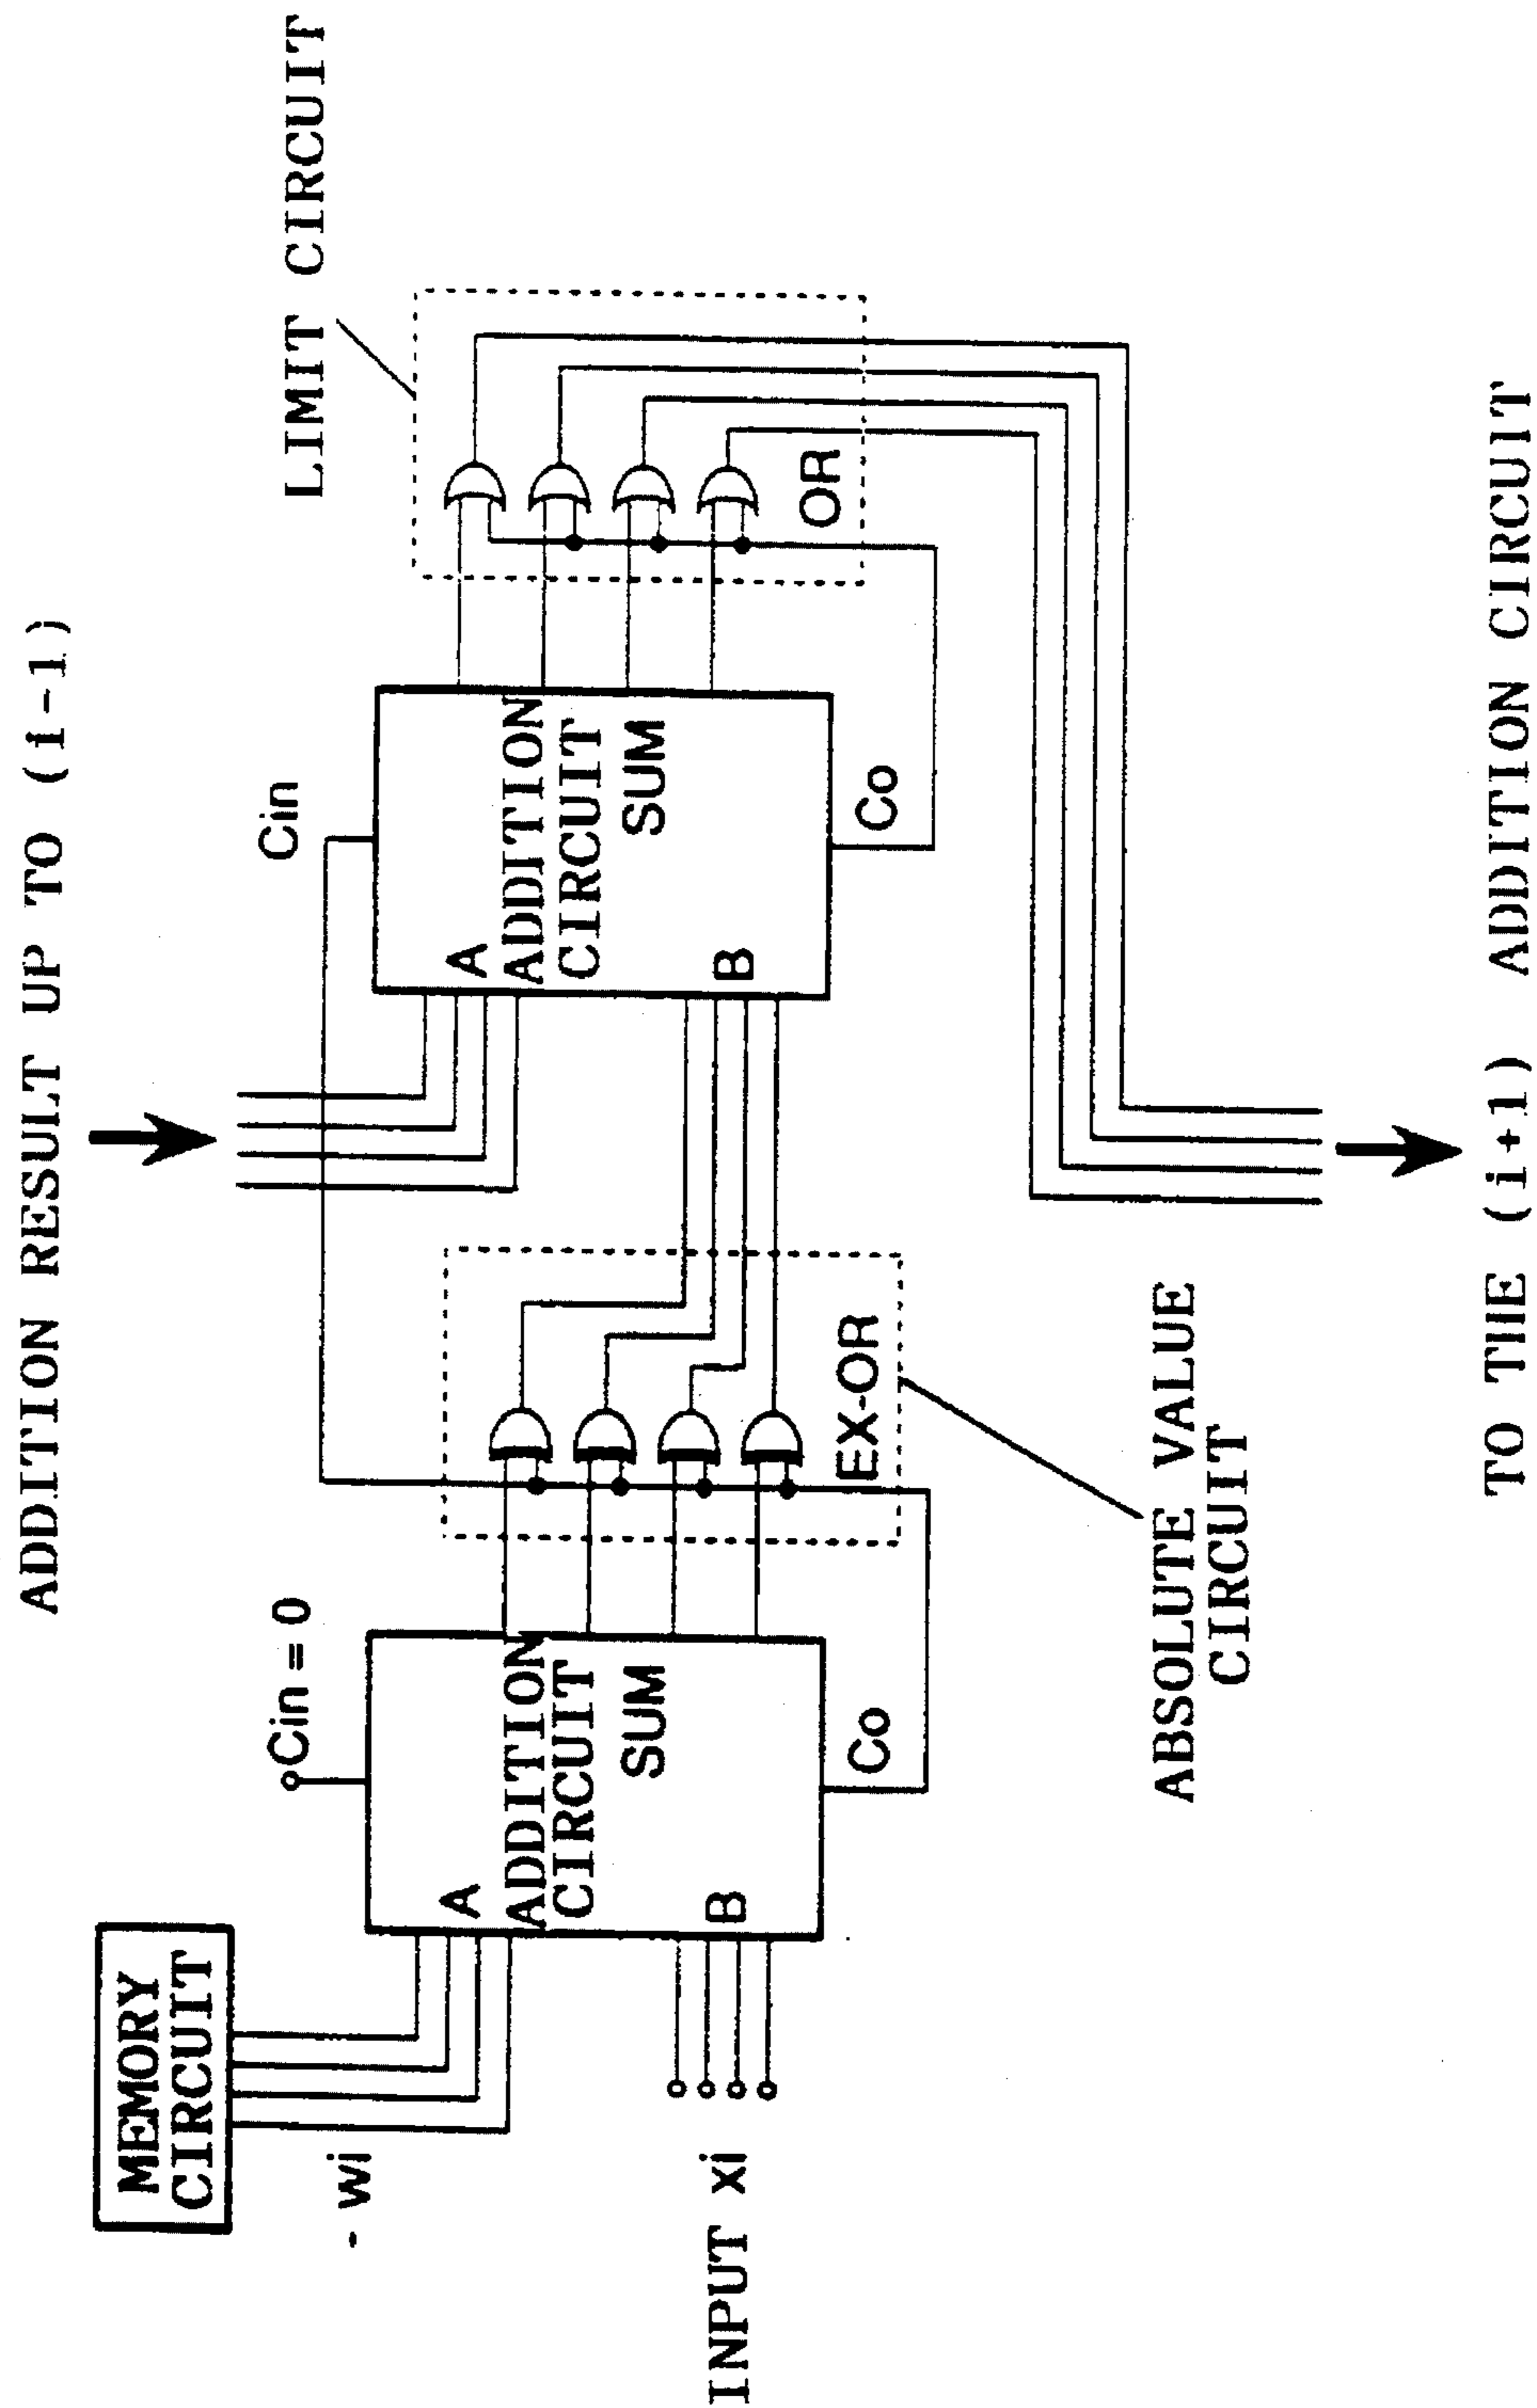 ADDITION RESULT UP TO (i-1)
LIMIT CIRCUIT
MEMORY
CIRCUIT
- wi
INPUT xi
Cin = 0
A
ADDITION
CIRCUIT
SUM
B
Co
EX-OR
ABSOLUTE VALUE
CIRCUIT
Cin
A
ADDITION
CIRCUIT
SUM
B
Co
OR
TO THE (i+1) ADDITION CIRCUIT